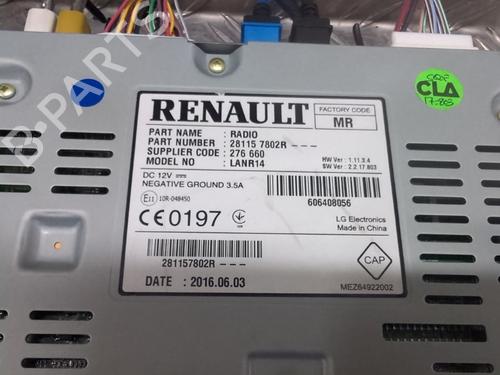 B-PARTS
RENAULT
FACTORY CODE
MR
PART NAME : RADIO
PART NUMBER : 28115 7802R - - -
SUPPLIER CODE : 276 660
MODEL NO : LANR14
HW Ver : 1.11.3.4
SW Ver : 2.2.17.803
DC 12V
NEGATIVE GROUND 3.5A
E11 10R-048450
606408056
CE0197
LG Electronics
Made in China
281157802R - - -
CAP
DATE : 2016.06.03
MEZ64922002
CLA